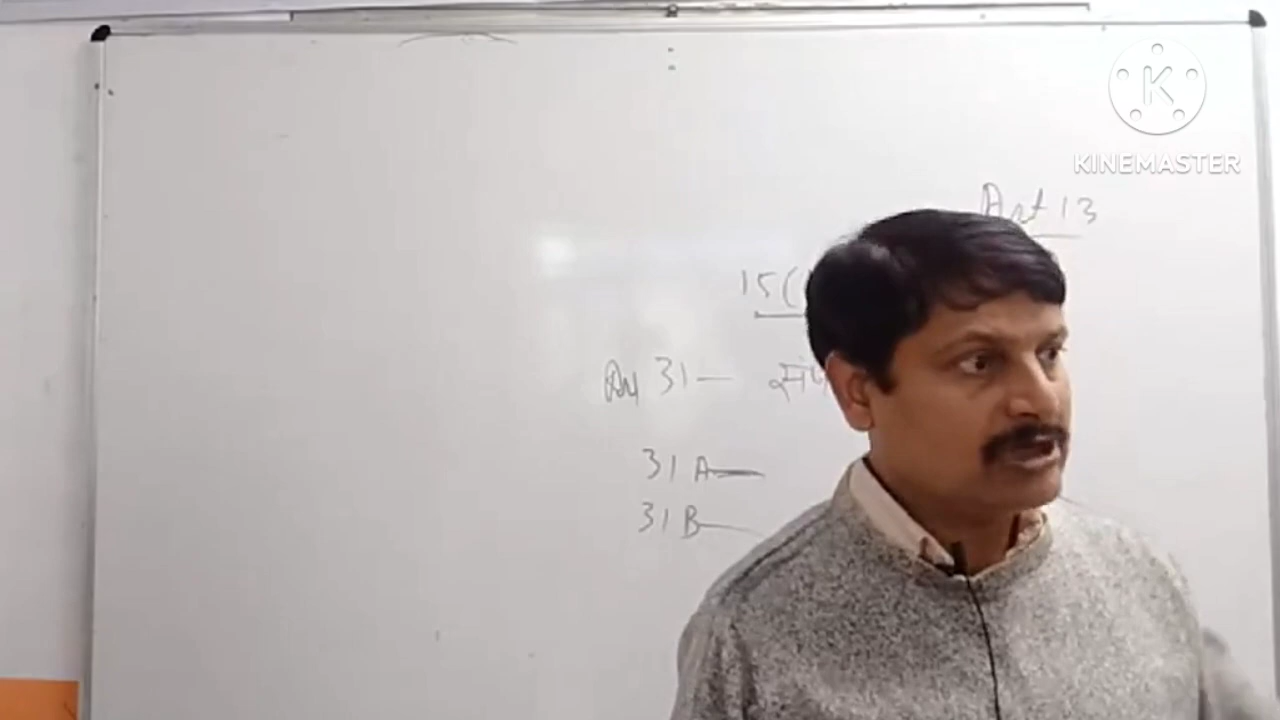 KINEMASTER
Art 13
15(
Art 31 —
31 A —
31 B —